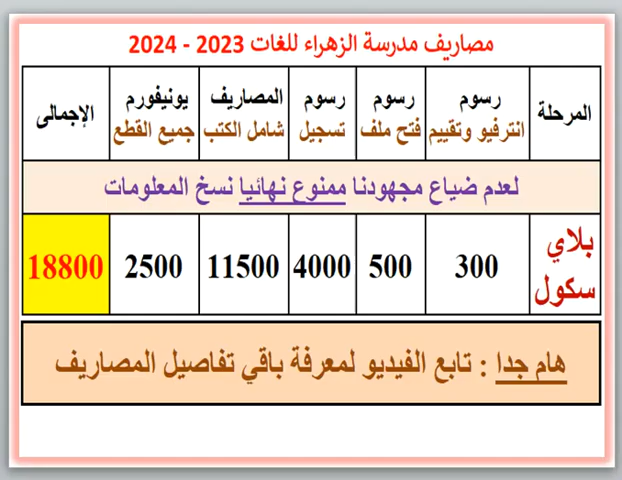 مصاريف مدرسة الزهراء للغات 2023 - 2024
المرحلة رسوم انترفيو وتقييم رسوم فتح ملف رسوم تسجيل المصاريف شامل الكتب يونيفورم جميع القطع الإجمالى
لعدم ضياع مجهودنا ممنوع نهائيا نسخ المعلومات
بلاي سكول 300 500 4000 11500 2500 18800
هام جدا : تابع الفيديو لمعرفة باقي تفاصيل المصاريف